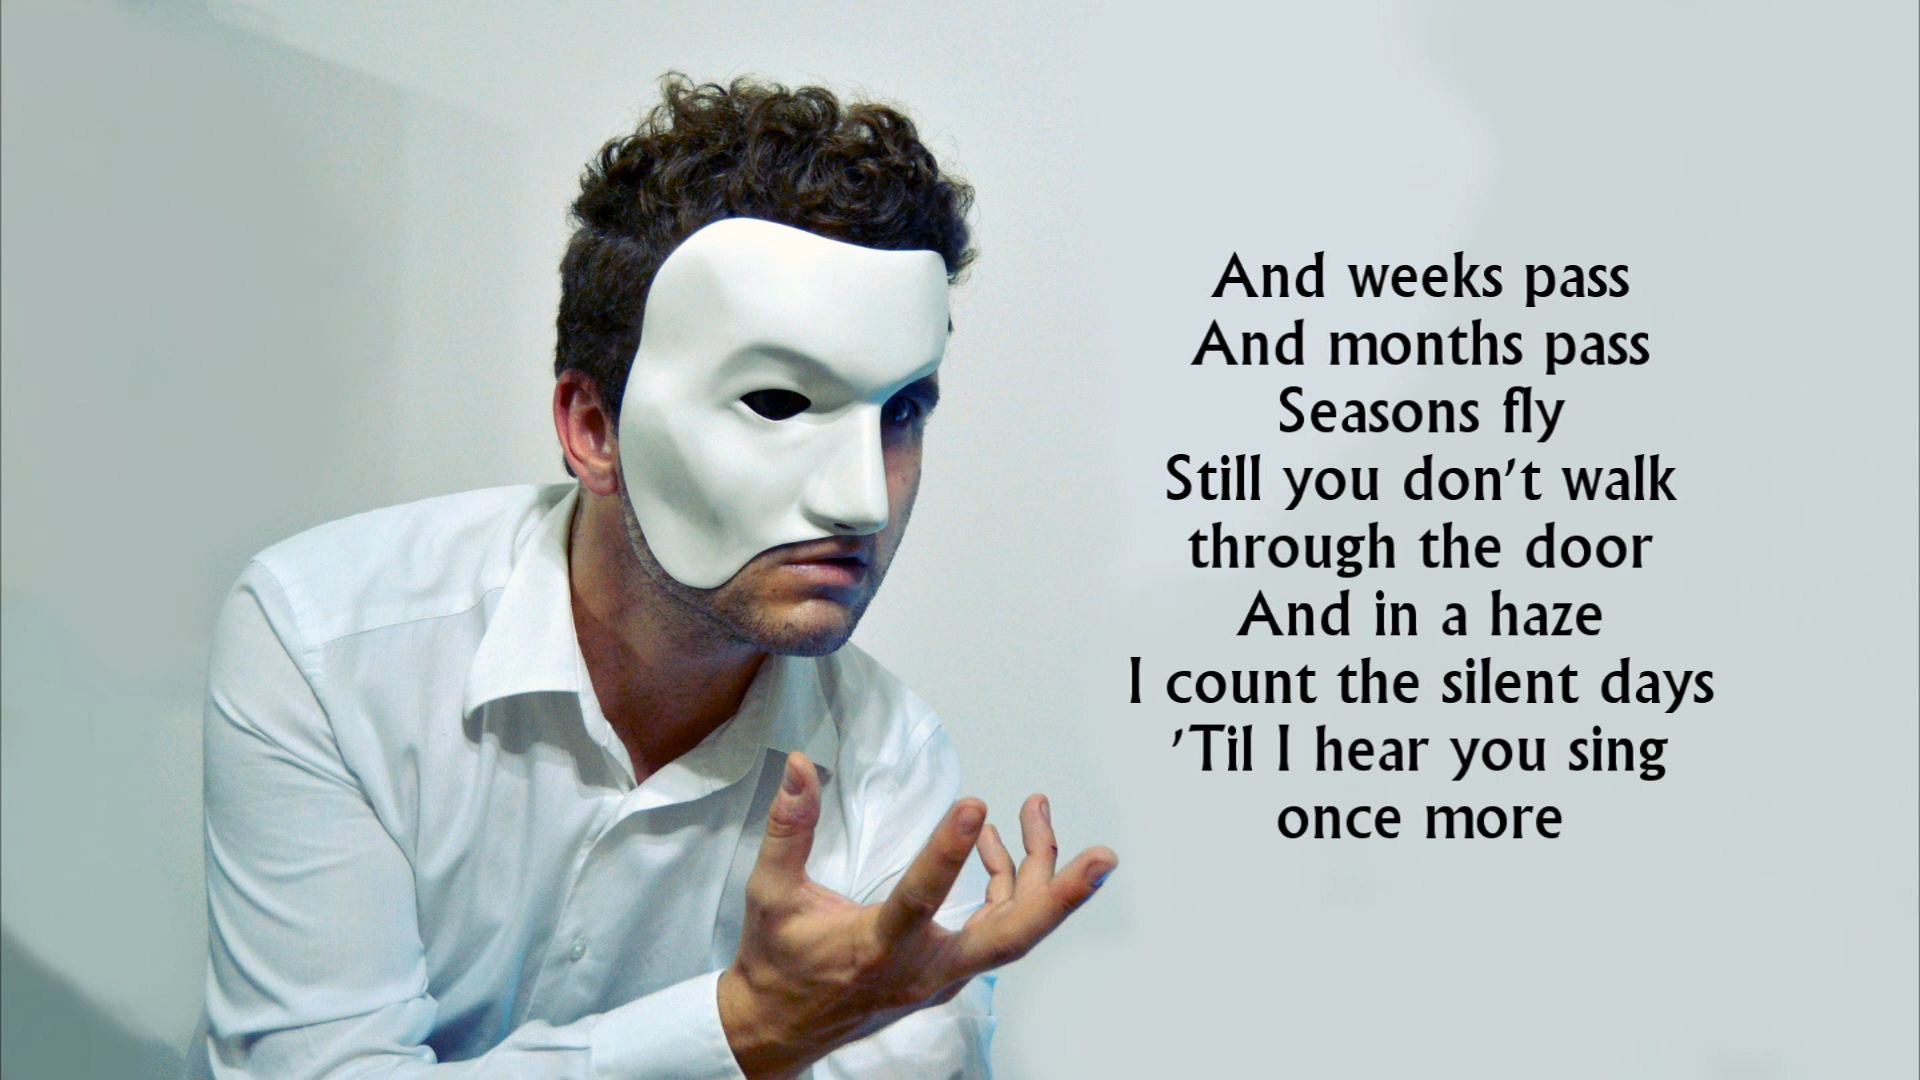 And weeks pass
And months pass
Seasons fly
Still you don't walk
through the door
And in a haze
I count the silent days
'Til I hear you sing
once more